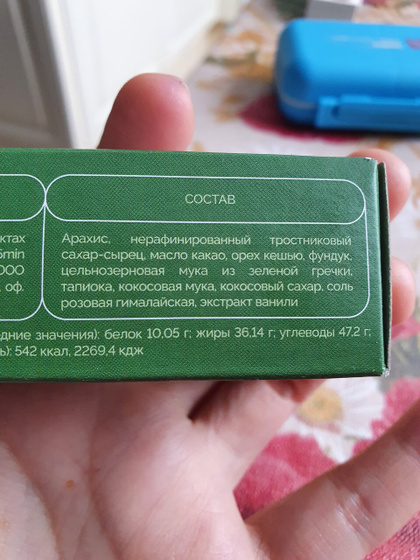 СОСТАВ
Арахис, нерафинированный тростниковый
сахар-сырец, масло какао, орех кешью, фундук,
цельнозерновая мука из зеленой гречки,
тапиока, кокосовая мука, кокосовый сахар, соль
розовая гималайская, экстракт ванили
значения): белок 10,05 г; жиры 36,14 г; углеводы 47.2 г;
542 ккал, 2269,4 кдж
оф.